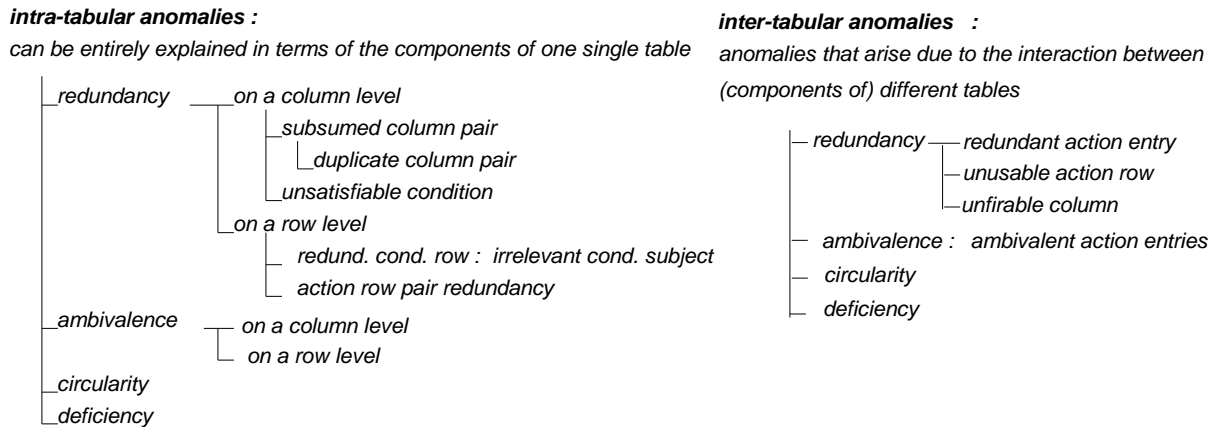 intra-tabular anomalies :
can be entirely explained in terms of the components of one single table
redundancy
on a column level
subsumed column pair
duplicate column pair
unsatisfiable condition
on a row level
redund. cond. row : irrelevant cond. subject
action row pair redundancy
ambivalence
on a column level
on a row level
circularity
deficiency
inter-tabular anomalies :
anomalies that arise due to the interaction between
(components of) different tables
redundancy
redundant action entry
unusable action row
unfirable column
ambivalence : ambivalent action entries
circularity
deficiency